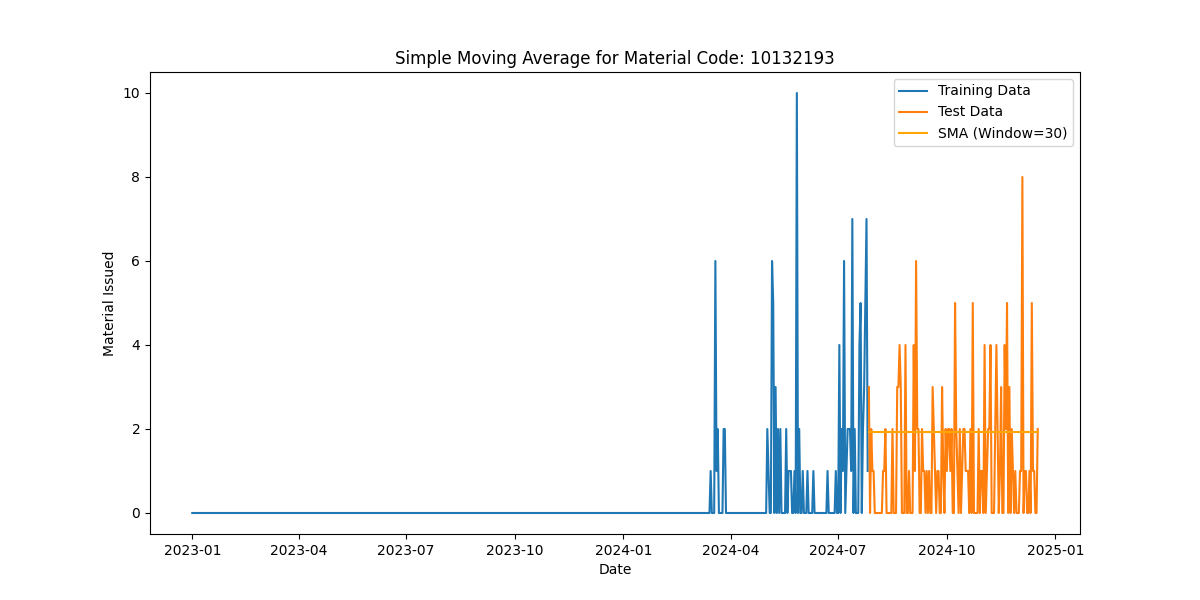 Simple Moving Average for Material Code: 10132193
Training Data
Test Data
SMA (Window=30)
Material Issued
10
8
6
4
2
0
2023-01 2023-04 2023-07 2023-10 2024-01 2024-04 2024-07 2024-10 2025-01
Date